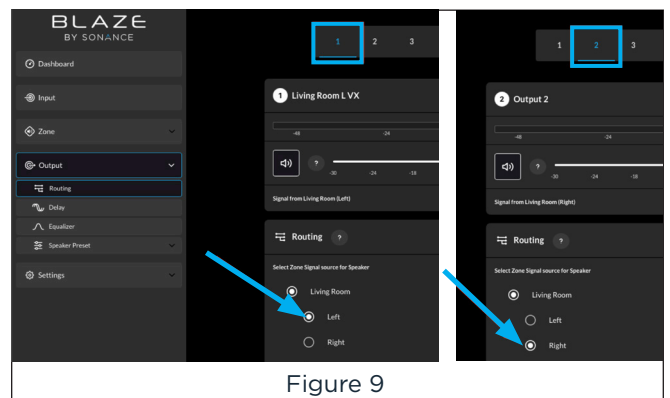 BLAZE
BY SONANCE
Dashboard
Input
Zone
Output
Routing
Delay
Equalizer
Speaker Preset
Settings
1 2 3
1 Living Room L VX
-48 -24
? -30 -24 -18
Signal from Living Room (Left)
Routing ?
Select Zone Signal source for Speaker
Living Room
Left
Right
1 2 3
2 Output 2
-48 -24
? -30 -24 -18
Signal from Living Room (Right)
Routing ?
Select Zone Signal source for Speaker
Living Room
Left
Right
Figure 9